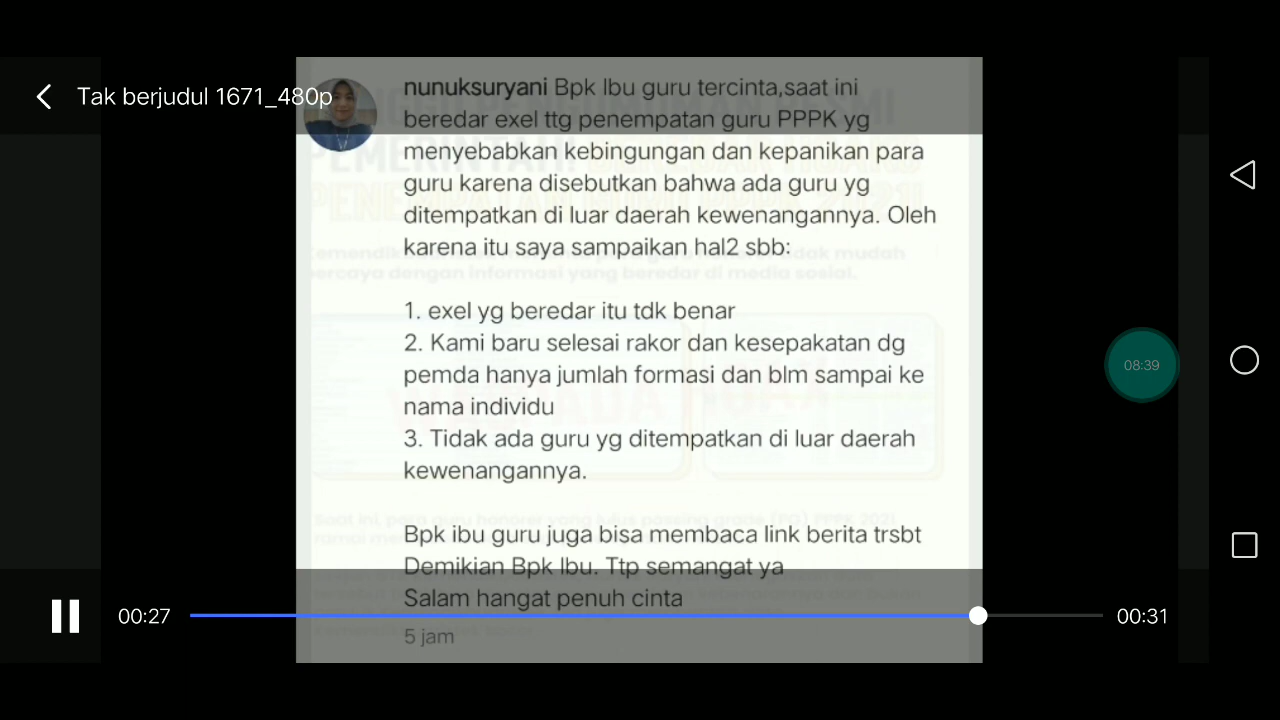 Tak berjudul 1671_480p
nunuksuryani Bpk Ibu guru tercinta,saat ini
beredar exel ttg penempatan guru PPPK yg
menyebabkan kebingungan dan kepanikan para
guru karena disebutkan bahwa ada guru yg
ditempatkan di luar daerah kewenangannya. Oleh
karena itu saya sampaikan hal2 sbb:
1. exel yg beredar itu tdk benar
2. Kami baru selesai rakor dan kesepakatan dg
pemda hanya jumlah formasi dan blm sampai ke
nama individu
3. Tidak ada guru yg ditempatkan di luar daerah
kewenangannya.
Bpk ibu guru juga bisa membaca link berita trsbt
Demikian Bpk Ibu. Ttp semangat ya
Salam hangat penuh cinta
5 jam
08:39
00:27
00:31